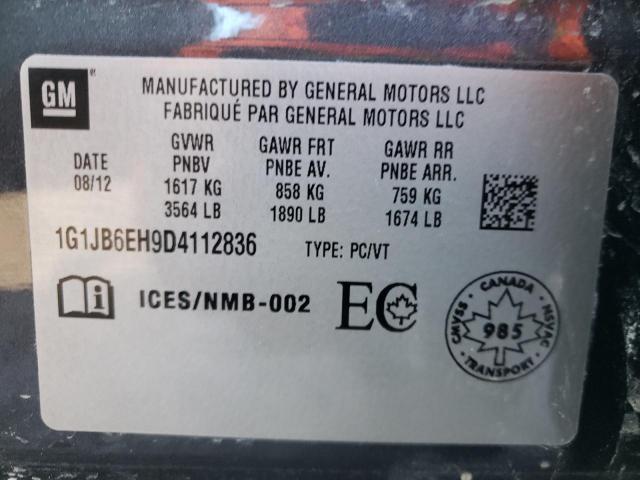 GM
MANUFACTURED BY GENERAL MOTORS LLC
FABRIQUÉ PAR GENERAL MOTORS LLC
DATE
08/12
GVWR
PNBV
1617 KG
3564 LB
GAWR FRT
PNBE AV.
858 KG
1890 LB
GAWR RR
PNBE ARR.
759 KG
1674 LB
1G1JB6EH9D4112836 TYPE: PC/VT
i ICES/NMB-002 EC
CANADA
CMVSS 985 NSVAC
TRANSPORT